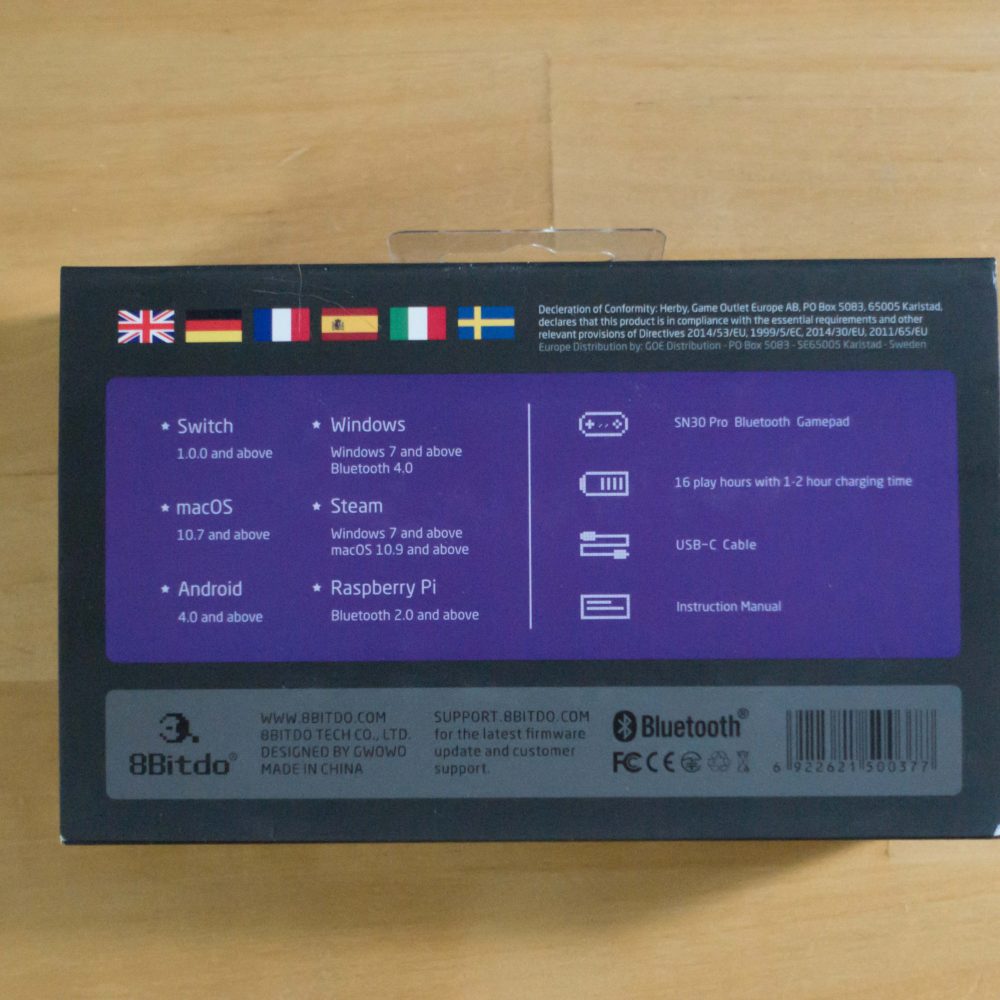 Declaration of Conformity: Herby, Game Outlet Europe AB, PO Box 5083, 65005 Karlstad,
declares that this product is in compliance with the essential requirements and other
relevant provisions of Directives 2014/53/EU, 1999/5/EC, 2014/30/EU, 2011/65/EU
Europe Distribution by: GOE Distribution - PO Box 5083 - SE65005 Karlstad - Sweden
Switch
1.0.0 and above
macOS
10.7 and above
Android
4.0 and above
Windows
Windows 7 and above
Bluetooth 4.0
Steam
Windows 7 and above
macOS 10.9 and above
Raspberry Pi
Bluetooth 2.0 and above
SN30 Pro Bluetooth Gamepad
16 play hours with 1-2 hour charging time
USB-C Cable
Instruction Manual
8Bitdo®
WWW.8BITDO.COM
8BITDO TECH CO., LTD.
DESIGNED BY GWOWO
MADE IN CHINA
SUPPORT.8BITDO.COM
for the latest firmware
update and customer
support.
Bluetooth®
FC CE
6 922621 500377